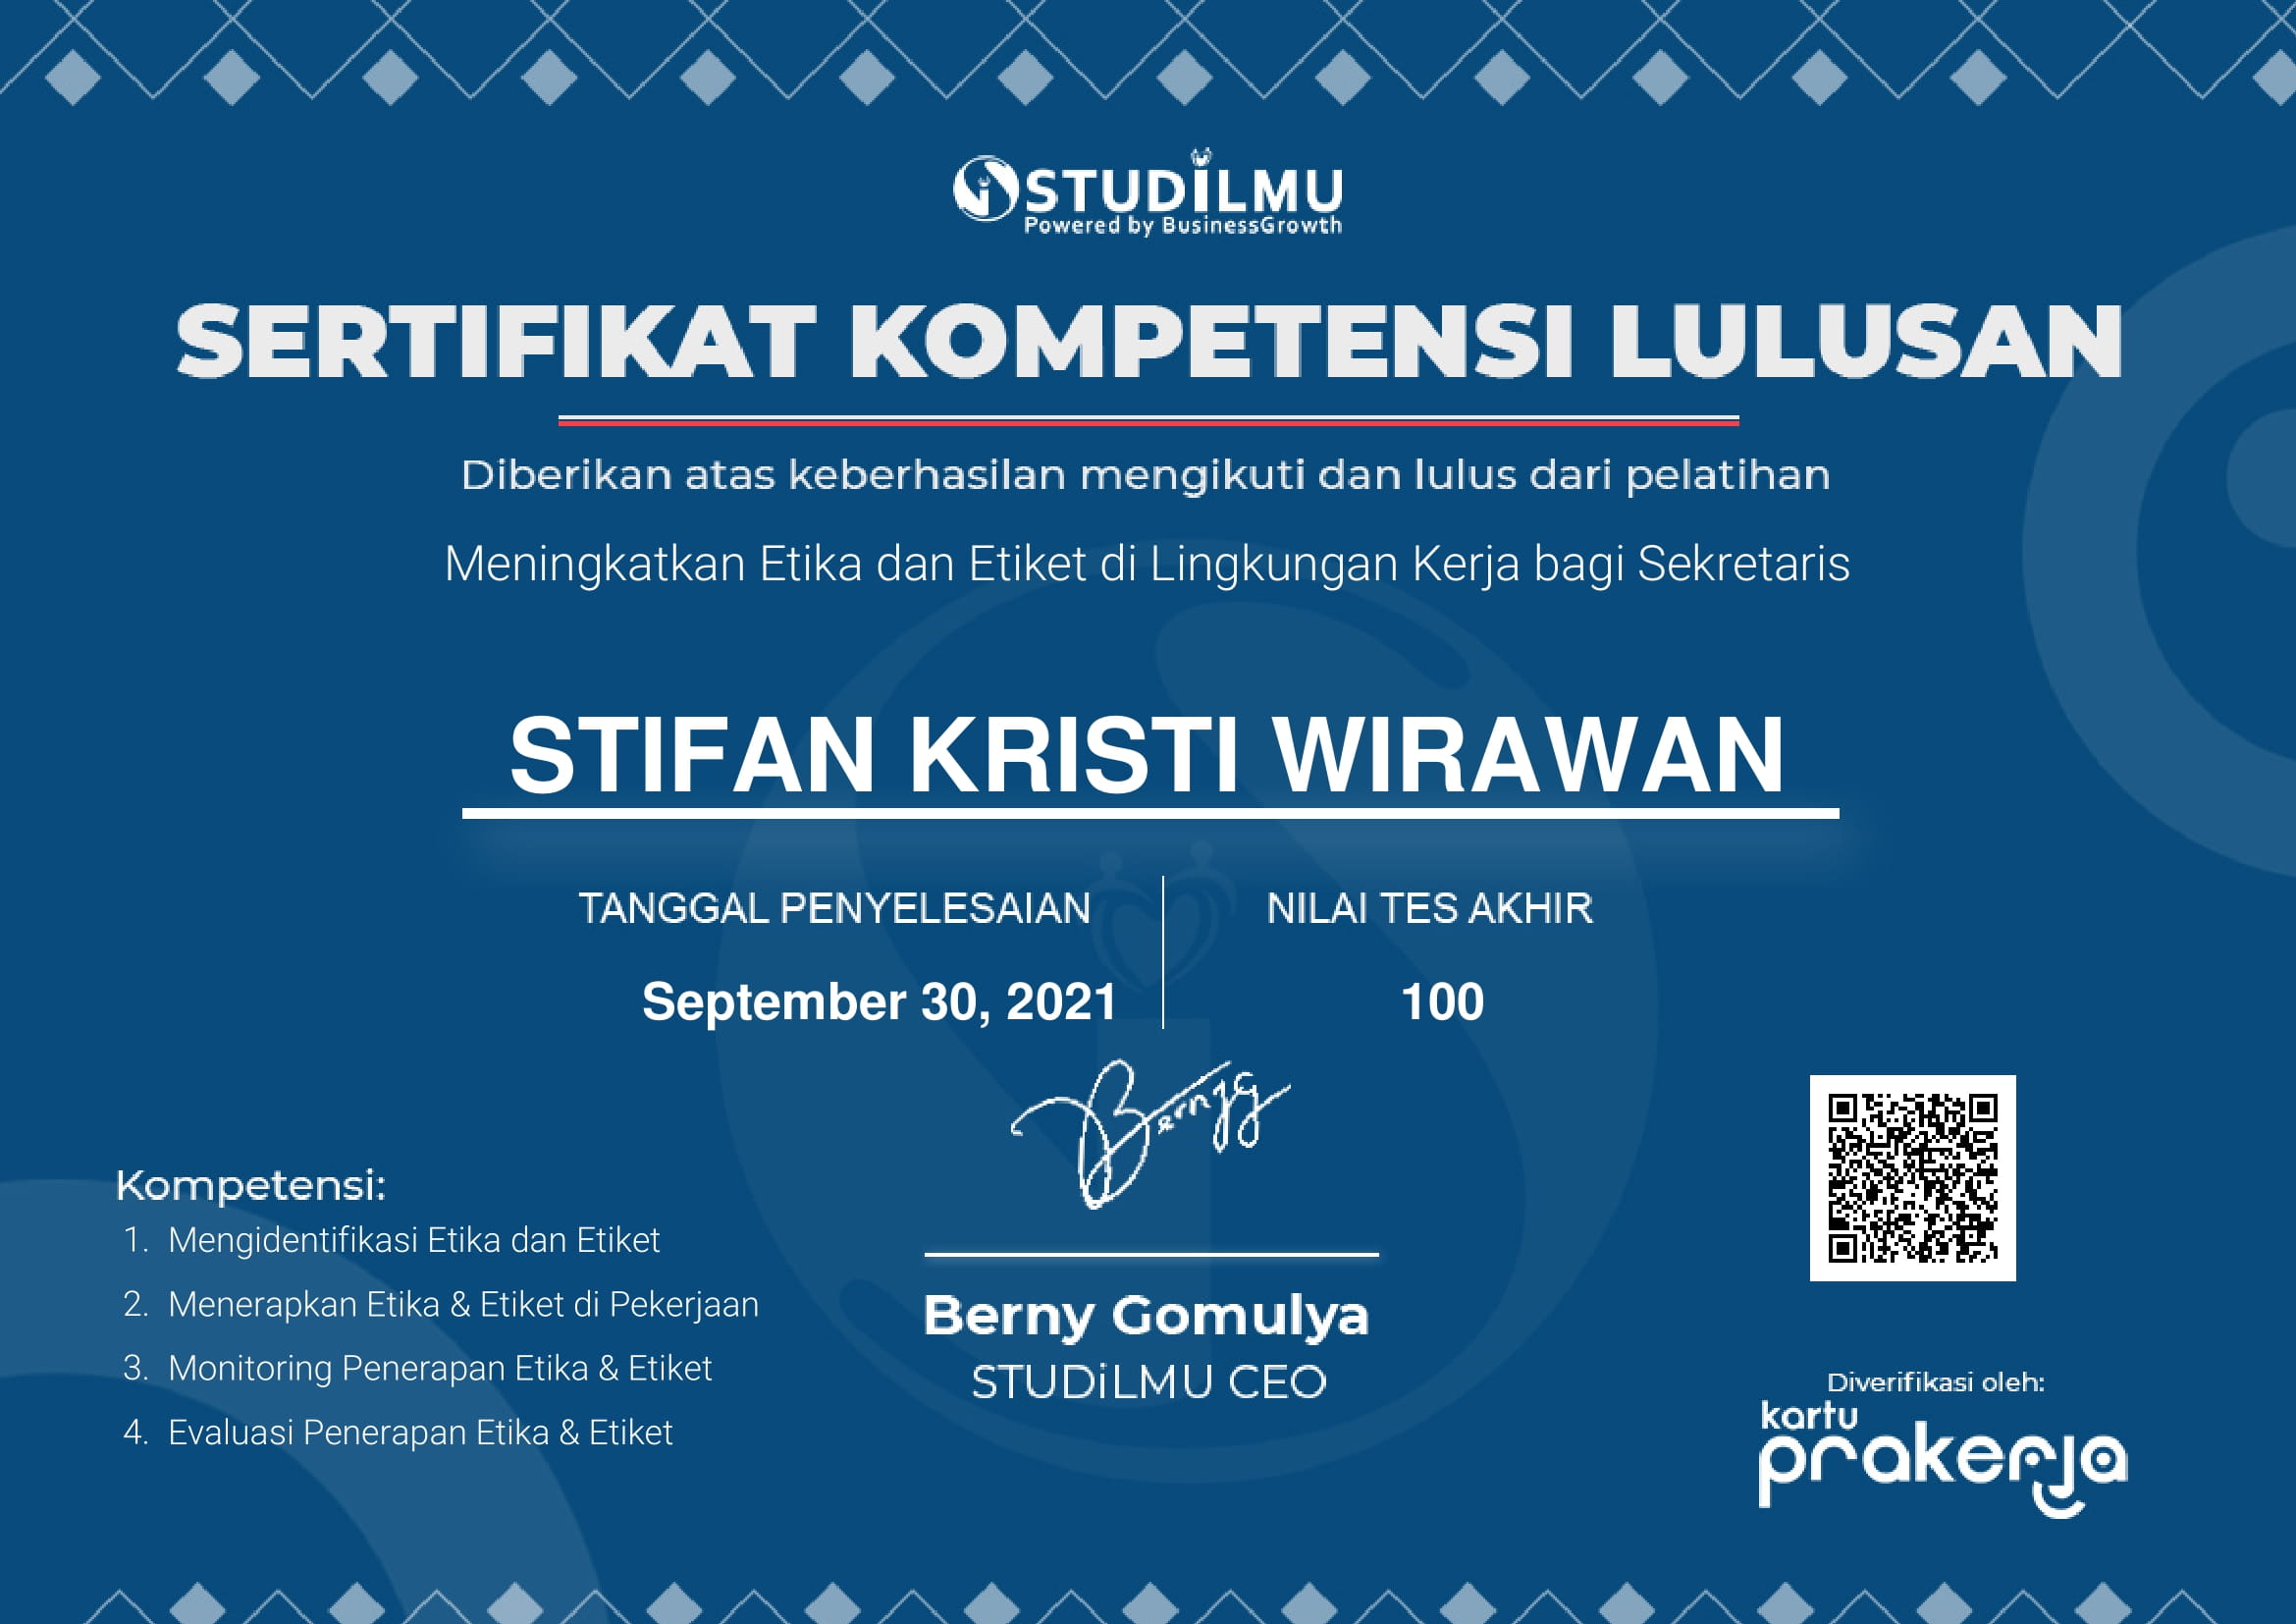 STUDiLMU
Powered by BusinessGrowth
SERTIFIKAT KOMPETENSI LULUSAN
Diberikan atas keberhasilan mengikuti dan lulus dari pelatihan
Meningkatkan Etika dan Etiket di Lingkungan Kerja bagi Sekretaris
STIFAN KRISTI WIRAWAN
TANGGAL PENYELESAIAN
September 30, 2021
NILAI TES AKHIR
100
Kompetensi:
1. Mengidentifikasi Etika dan Etiket
2. Menerapkan Etika & Etiket di Pekerjaan
3. Monitoring Penerapan Etika & Etiket
4. Evaluasi Penerapan Etika & Etiket
Berny Gomulya
STUDiLMU CEO
Diverifikasi oleh:
kartu
prakerja